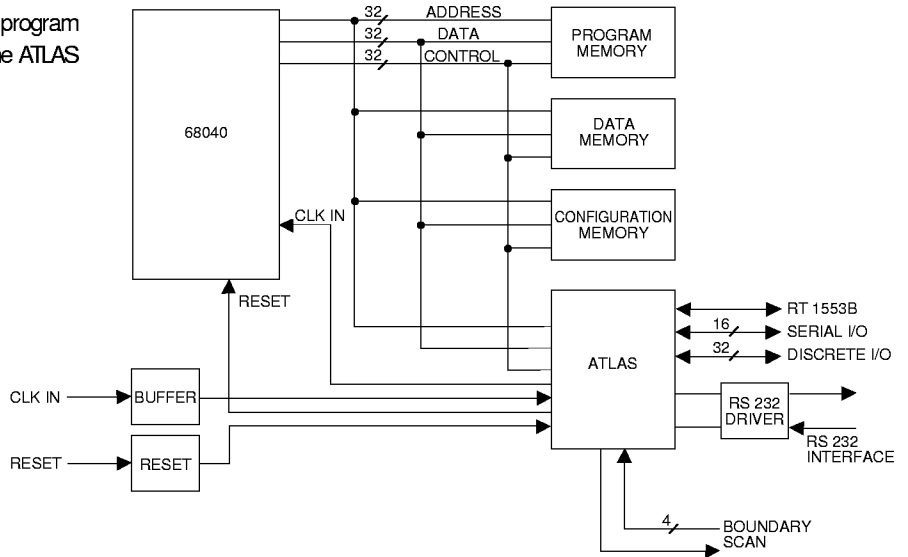 program
e ATLAS
32 ADDRESS
32 DATA
32 CONTROL
PROGRAM
MEMORY
68040
DATA
MEMORY
CLK IN
CONFIGURATION
MEMORY
RESET
RT 1553B
16 SERIAL I/O
32 DISCRETE I/O
ATLAS
CLK IN
BUFFER
RS 232
DRIVER
RESET
RESET
RS 232
INTERFACE
4
BOUNDARY
SCAN